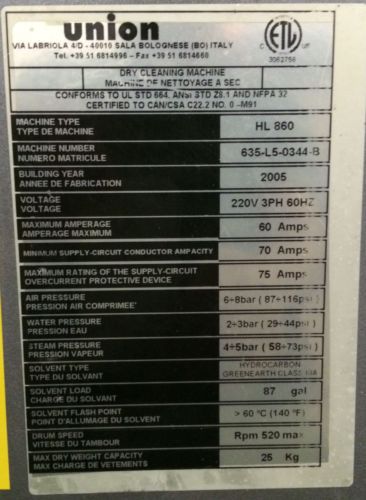 union
VIA LABRIOLA 4/D - 40010 SALA BOLOGNESE (BO) ITALY
Tel. +39 51 6814996 – Fax +39 51 6814660
C ETL US
3062756
DRY CLEANING MACHINE
MACHINE DE NETTOYAGE A SEC
CONFORMS TO UL STD 664, ANSI STD Z8.1 AND NFPA 32
CERTIFIED TO CAN/CSA C22.2 NO. 0 -M91
MACHINE TYPE
TYPE DE MACHINE
HL 860
MACHINE NUMBER
NUMERO MATRICULE
635-L5-0344-B
BUILDING YEAR
ANNEE DE FABRICATION
2005
VOLTAGE
VOLTAGE
220V 3PH 60HZ
MAXIMUM AMPERAGE
AMPERAGE MAXIMUM
60 Amps
MINIMUM SUPPLY-CIRCUIT CONDUCTOR AMPACITY
70 Amps
MAXIMUM RATING OF THE SUPPLY-CIRCUIT
OVERCURRENT PROTECTIVE DEVICE
75 Amps
AIR PRESSURE
PRESSION AIR COMPRIMEE'
6÷8bar ( 87÷116psi )
WATER PRESSURE
PRESSION EAU
2÷3bar ( 29÷44psi )
STEAM PRESSURE
PRESSION VAPEUR
4÷5bar ( 58÷73psi )
SOLVENT TYPE
TYPE DU SOLVANT
HYDROCARBON
GREENEARTH CLASS IIIA
SOLVENT LOAD
CHARGE DU SOLVANT
87 gal
SOLVENT FLASH POINT
POINT D'ALLUMAGE DU SOLVENT
> 60 °C (140 °F)
DRUM SPEED
VITESSE DU TAMBOUR
Rpm 520 max
MAX DRY WEIGHT CAPACITY
MAX CHARGE DE VETEMENTS
25 Kg